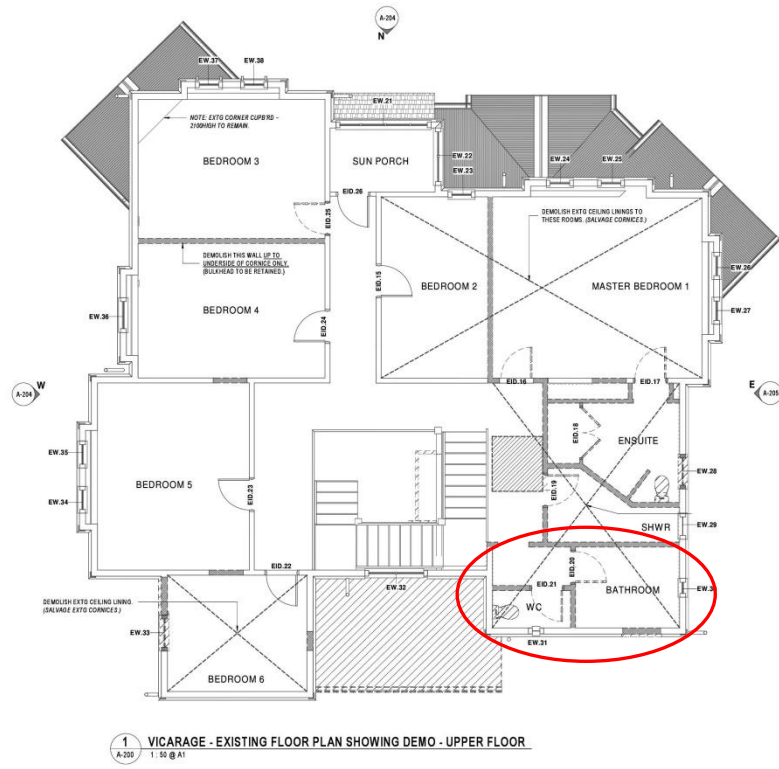 A-204
N
EW.37
EW.38
EW.21
NOTE: EXTG CORNER CUPB'RD ~
2100HIGH TO REMAIN.
BEDROOM 3
SUN PORCH
EW.22
EW.23
EW.24
EW.25
EID.26
EID.25
DEMOLISH EXTG CEILING LININGS TO
THESE ROOMS. (SALVAGE CORNICES.)
DEMOLISH THIS WALL UP TO
UNDERSIDE OF CORNICE ONLY.
(BULKHEAD TO BE RETAINED.)
EID.15
EW.26
BEDROOM 2
MASTER BEDROOM 1
EW.36
BEDROOM 4
EID.24
EW.27
EID.16
EID.17
W
A-204
E
A-205
EID.18
ENSUITE
EW.35
EW.28
BEDROOM 5
EID.23
EID.19
EW.34
SHWR
EW.29
EID.22
EID.20
EW.32
EID.21
BATHROOM
EW.3
DEMOLISH EXTG CEILING LINING.
(SALVAGE EXTG CORNICES.)
WC
EW.33
EW.31
BEDROOM 6
1
A-200
VICARAGE - EXISTING FLOOR PLAN SHOWING DEMO - UPPER FLOOR
1 : 50 @ A1